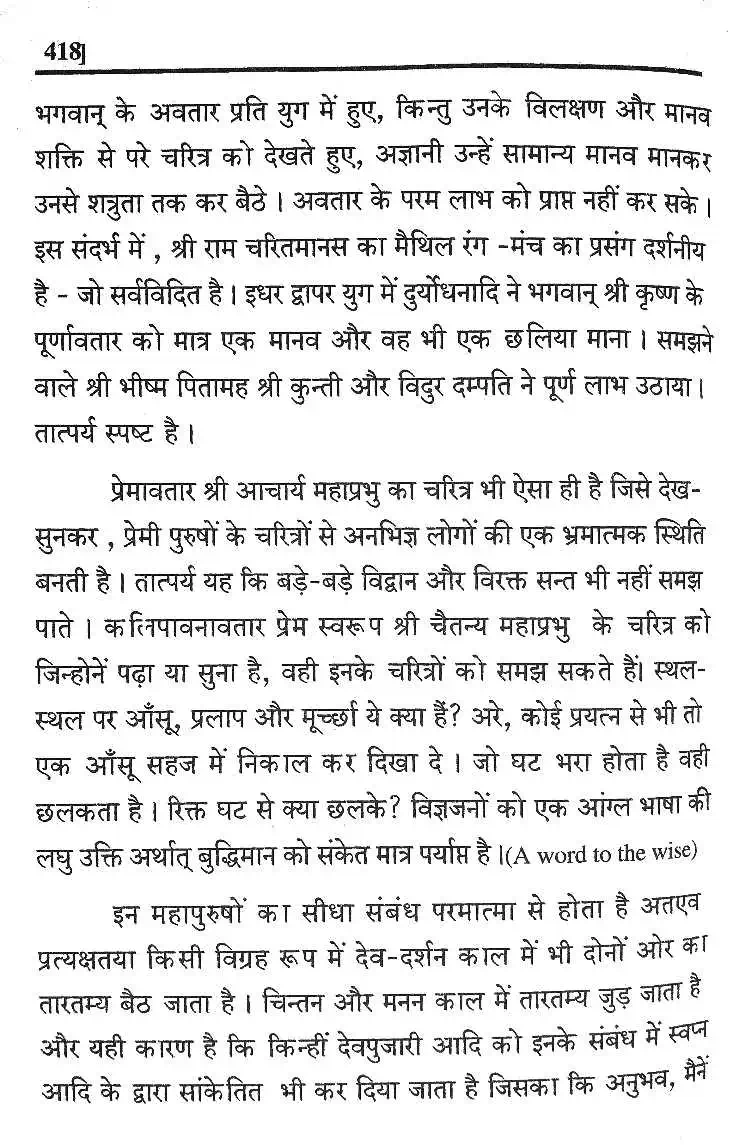 418]
भगवान् के अवतार प्रति युग में हुए, किन्तु उनके विलक्षण और मानव
शक्ति से परे चरित्र को देखते हुए, अज्ञानी उन्हें सामान्य मानव मानकर
उनसे शत्रुता तक कर बैठे । अवतार के परम लाभ को प्राप्त नहीं कर सके ।
इस संदर्भ में , श्री राम चरितमानस का मैथिल रंग -मंच का प्रसंग दर्शनीय
है - जो सर्वविदित है । इधर द्वापर युग में दुर्योधनादि ने भगवान् श्री कृष्ण के
पूर्णावतार को मात्र एक मानव और वह भी एक छलिया माना । समझने
वाले श्री भीष्म पितामह श्री कुन्ती और विदुर दम्पति ने पूर्ण लाभ उठाया।
तात्पर्य स्पष्ट है ।
प्रेमावतार श्री आचार्य महाप्रभु का चरित्र भी ऐसा ही है जिसे देख-
सुनकर , प्रेमी पुरुषों के चरित्रों से अनभिज्ञ लोगों की एक भ्रमात्मक स्थिति
बनती है । तात्पर्य यह कि बड़े-बड़े विद्वान और विरक्त सन्त भी नहीं समझ
पाते । कलिपावनावतार प्रेम स्वरूप श्री चैतन्य महाप्रभु के चरित्र को
जिन्होनें पढ़ा या सुना है, वही इनके चरित्रों को समझ सकते हैं। स्थल-
स्थल पर आँसू, प्रलाप और मूर्च्छा ये क्या हैं? अरे, कोई प्रयत्न से भी तो
एक आँसू सहज में निकाल कर दिखा दे । जो घट भरा होता है वही
छलकता है । रिक्त घट से क्या छलके? विज्ञजनों को एक आंग्ल भाषा की
लघु उक्ति अर्थात् बुद्धिमान को संकेत मात्र पर्याप्त है ।(A word to the wise)
इन महापुरुषों का सीधा संबंध परमात्मा से होता है अतएव
प्रत्यक्षतया किसी विग्रह रूप में देव-दर्शन काल में भी दोनों ओर का
तारतम्य बैठ जाता है । चिन्तन और मनन काल में तारतम्य जुड़ जाता है
और यही कारण है कि किन्हीं देवपुजारी आदि को इनके संबंध में स्वप्न
आदि के द्वारा सांकेतित भी कर दिया जाता है जिसका कि अनुभव, मैनें